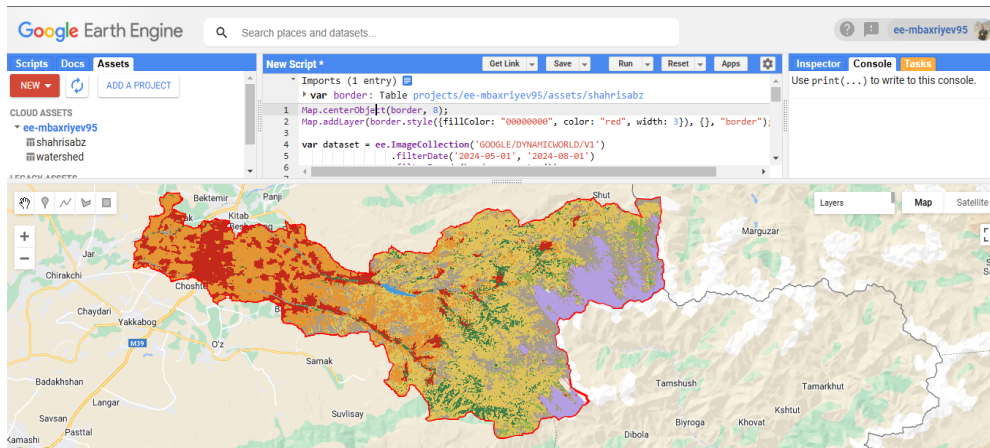 Google Earth Engine
Search places and datasets...
ee-mbaxriyev95
Scripts Docs Assets
NEW
ADD A PROJECT
CLOUD ASSETS
ee-mbaxriyev95
shahrisabz
watershed
LEGACY ASSETS
New Script *
Get Link Save Run Reset Apps
Imports (1 entry)
var border: Table projects/ee-mbaxriyev95/assets/shahrisabz
1 Map.centerObject(border, 8);
2 Map.addLayer(border.style({fillColor: "00000000", color: "red", width: 3}), {}, "border");
3
4 var dataset = ee.ImageCollection('GOOGLE/DYNAMICWORLD/V1')
5 .filterDate('2024-05-01', '2024-08-01')
6
Inspector Console Tasks
Use print(...) to write to this console.
Layers
Map Satellite
Bektemir
Panji
Shut
Kitab
Marguzar
Jar
Chirakchi
Chaydari
Yakkabog
M39
O'z
Samak
Badakhshan
Tamshush
Tamarkhut
Langar
Suvlisay
Kshtut
Savsan
Biyroga
Khovat
Pasttal
Kamashi
Dibola